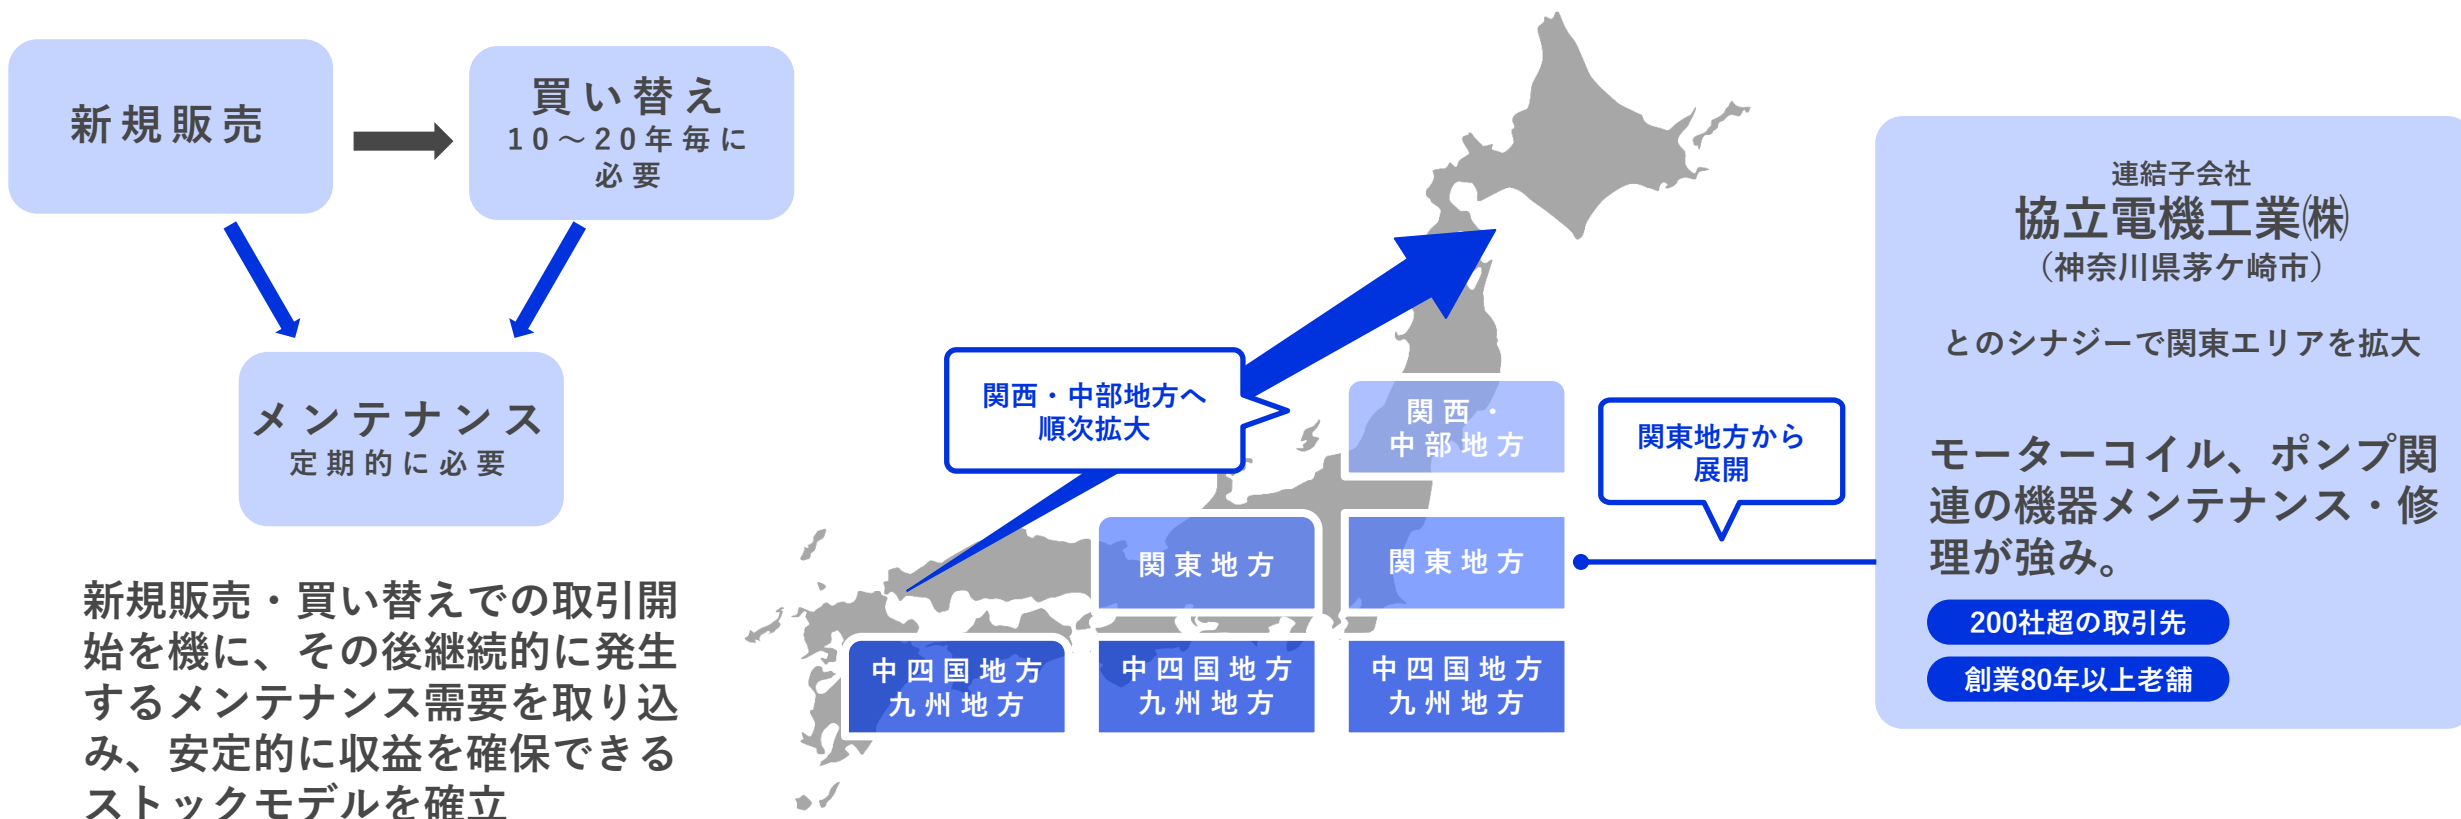 新規販売
買い替え
10～20年毎に
必要
メンテナンス
定期的に必要
新規販売・買い替えでの取引開
始を機に、その後継続的に発生
するメンテナンス需要を取り込
み、安定的に収益を確保できる
ストックモデルを確立
関西・中部地方へ
順次拡大
関西・
中部地方
関東地方から
展開
関東地方
関東地方
中四国地方
九州地方
中四国地方
九州地方
中四国地方
九州地方
連結子会社
協立電機工業㈱
（神奈川県茅ケ崎市）
とのシナジーで関東エリアを拡大
モーターコイル、ポンプ関
連の機器メンテナンス・修
理が強み。
200社超の取引先
創業80年以上老舗